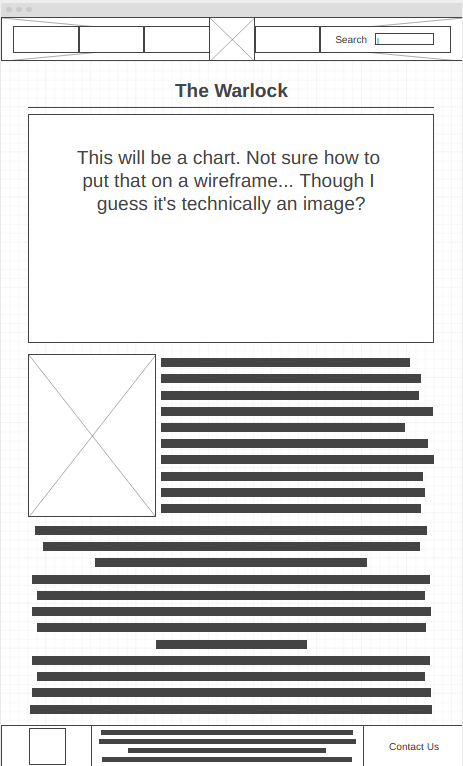 Search
The Warlock
This will be a chart. Not sure how to
put that on a wireframe... Though I
guess it's technically an image?
Contact Us